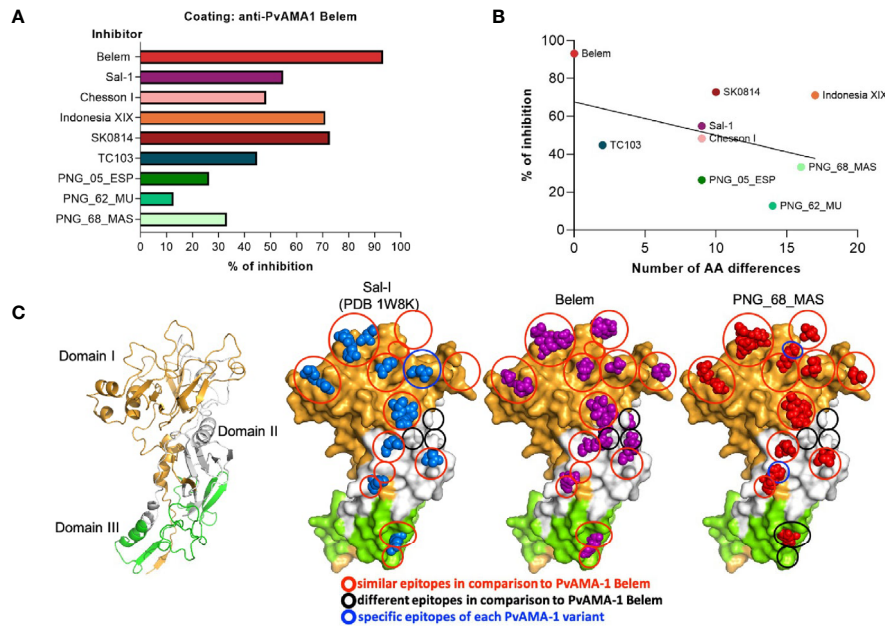 A
Coating: anti-PvAMA1 Belem
Inhibitor
Belem
Sal-1
Chesson I
Indonesia XIX
SK0814
TC103
PNG_05_ESP
PNG_62_MU
PNG_68_MAS
0 10 20 30 40 50 60 70 80 90 100
% of inhibition
B
% of inhibition
100
80
60
40
20
0
Belem
SK0814
Indonesia XIX
Sal-1
Chesson I
TC103
PNG_68_MAS
PNG_05_ESP
PNG_62_MU
0 5 10 15 20
Number of AA differences
C
Sal-I
(PDB 1W8K)
Belem
PNG_68_MAS
Domain I
Domain II
Domain III
similar epitopes in comparison to PvAMA-1 Belem
different epitopes in comparison to PvAMA-1 Belem
specific epitopes of each PvAMA-1 variant